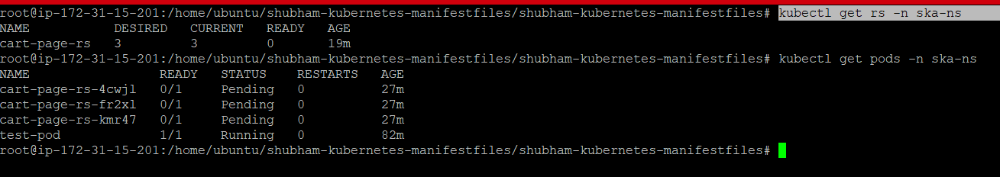 root@ip-172-31-15-201:/home/ubuntu/shubham-kubernetes-manifestfiles/shubham-kubernetes-manifestfiles# kubectl get rs -n ska-ns
NAME           DESIRED   CURRENT   READY   AGE
cart-page-rs   3         3         0       19m
root@ip-172-31-15-201:/home/ubuntu/shubham-kubernetes-manifestfiles/shubham-kubernetes-manifestfiles# kubectl get pods -n ska-ns
NAME                 READY   STATUS    RESTARTS   AGE
cart-page-rs-4cwjl   0/1     Pending   0          27m
cart-page-rs-fr2xl   0/1     Pending   0          27m
cart-page-rs-kmr47   0/1     Pending   0          27m
test-pod             1/1     Running   0          82m
root@ip-172-31-15-201:/home/ubuntu/shubham-kubernetes-manifestfiles/shubham-kubernetes-manifestfiles#